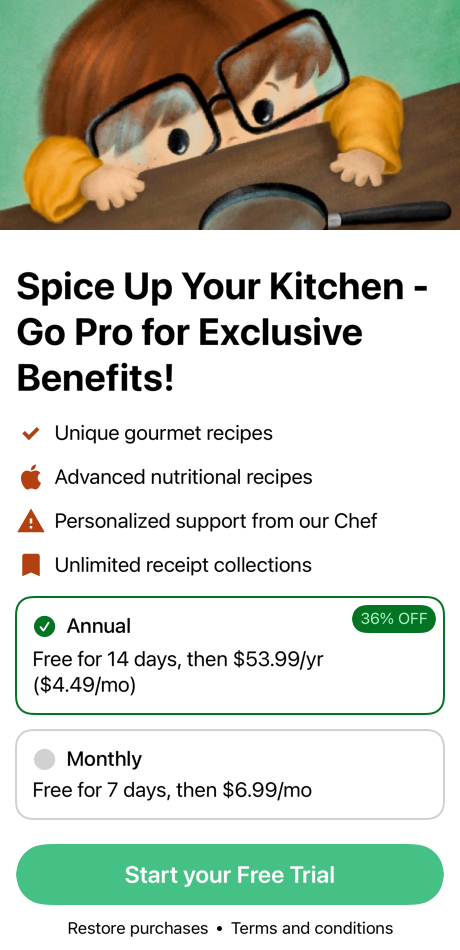 Spice Up Your Kitchen -
Go Pro for Exclusive
Benefits!
Unique gourmet recipes
Advanced nutritional recipes
Personalized support from our Chef
Unlimited receipt collections
36% OFF
Annual
Free for 14 days, then $53.99/yr
($4.49/mo)
Monthly
Free for 7 days, then $6.99/mo
Start your Free Trial
Restore purchases • Terms and conditions